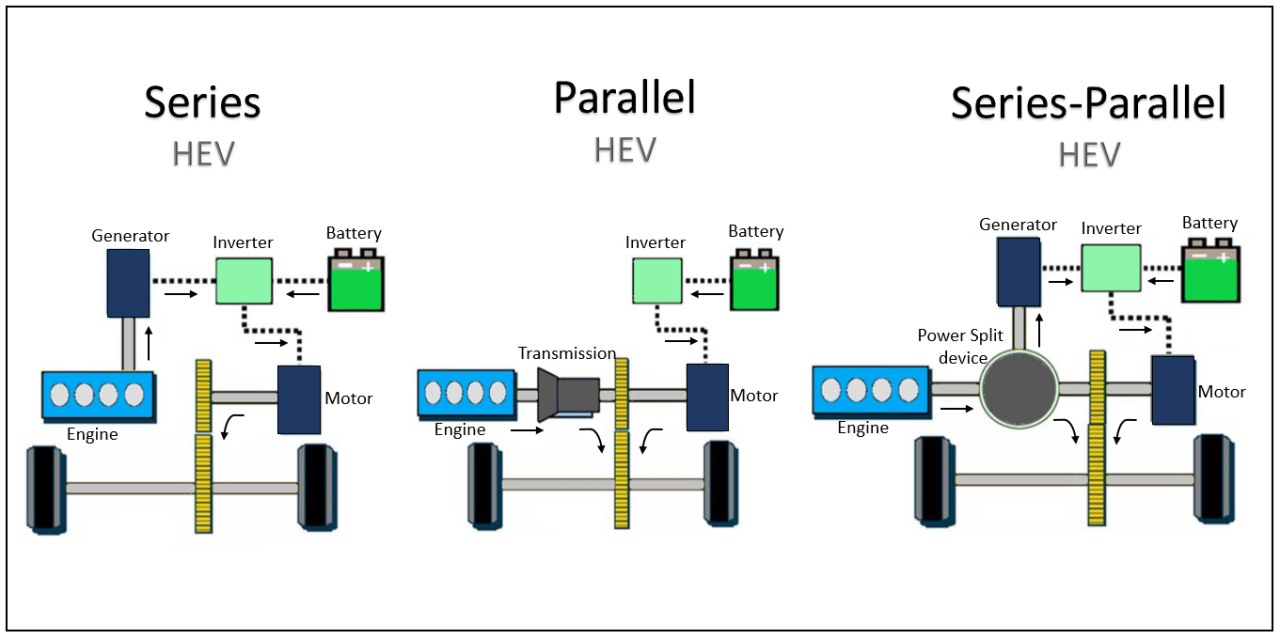 Series
HEV
Generator
Inverter
Battery
Engine
Motor
Parallel
HEV
Inverter
Battery
Transmission
Engine
Motor
Series-Parallel
HEV
Generator
Inverter
Battery
Power Split
device
Engine
Motor